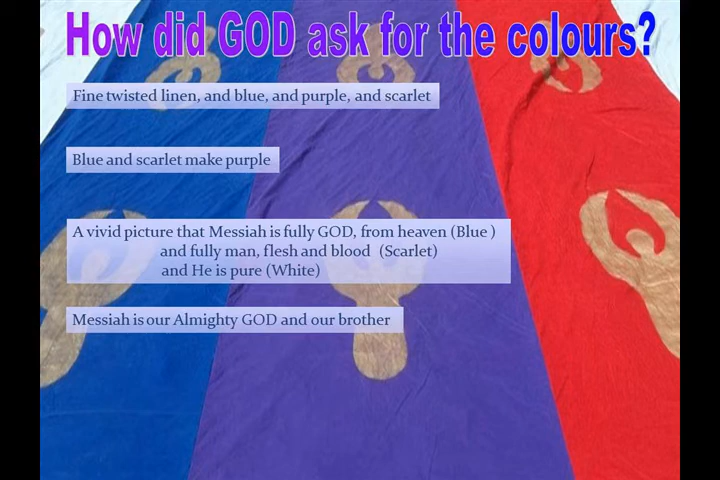 How did GOD ask for the colours?
Fine twisted linen, and blue, and purple, and scarlet
Blue and scarlet make purple
A vivid picture that Messiah is fully GOD, from heaven (Blue )
and fully man, flesh and blood (Scarlet)
and He is pure (White)
Messiah is our Almighty GOD and our brother